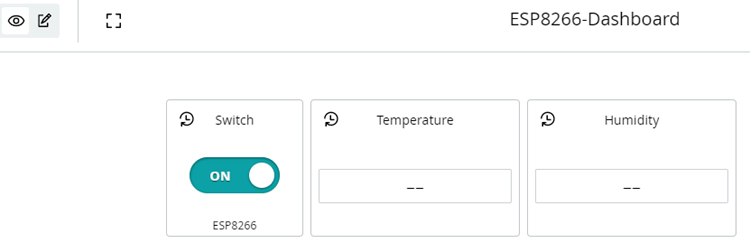 ESP8266-Dashboard
Switch
Temperature
Humidity
ON
--
--
ESP8266